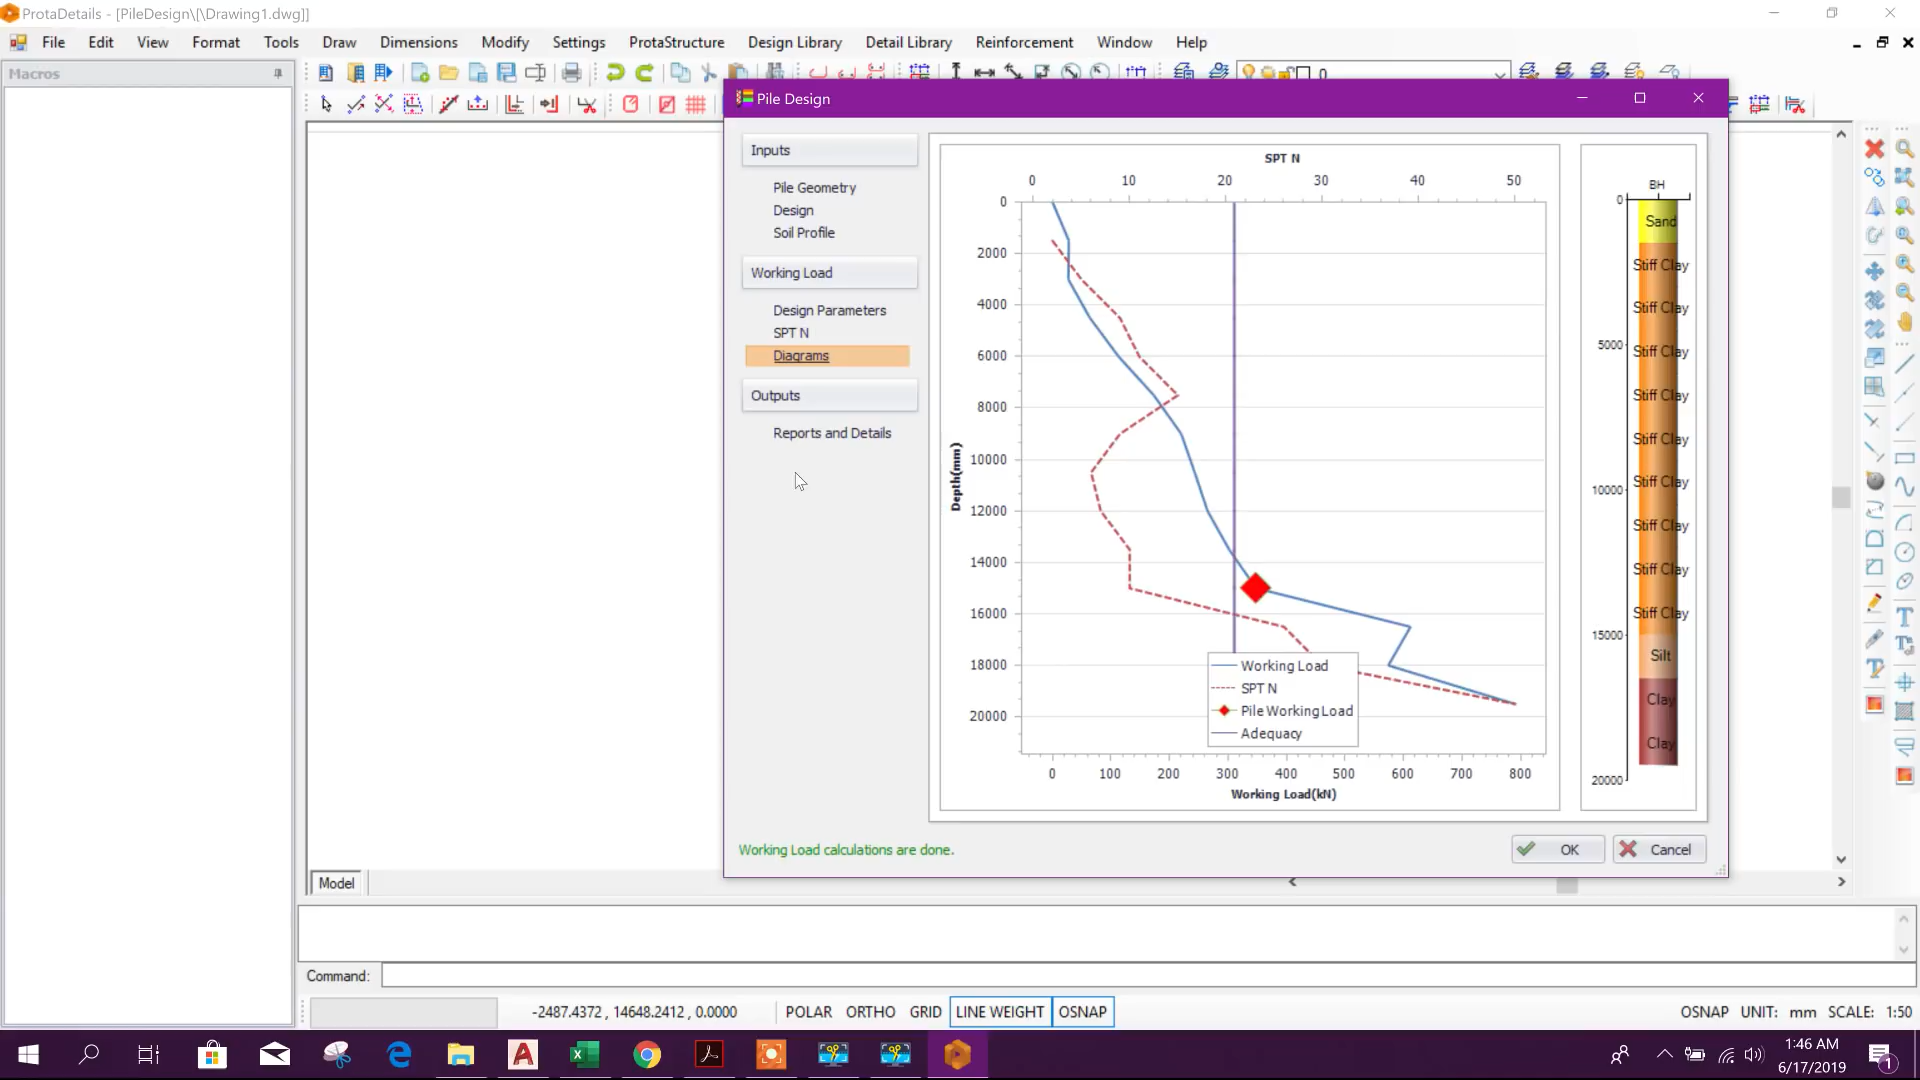 ProtaDetails - [PileDesign\[\Drawing1.dwg]]
File Edit View Format Tools Draw Dimensions Modify Settings ProtaStructure Design Library Detail Library Reinforcement Window Help
Macros
0
Pile Design
Inputs
Pile Geometry
Design
Soil Profile
Working Load
Design Parameters
SPT N
Diagrams
Outputs
Reports and Details
SPT N
0 10 20 30 40 50
0
2000
4000
6000
8000
10000
12000
14000
16000
18000
20000
Depth(mm)
Working Load
SPT N
Pile Working Load
Adequacy
0 100 200 300 400 500 600 700 800
Working Load(kN)
BH
0
Sand
Stiff Clay
Stiff Clay
5000
Stiff Clay
Stiff Clay
Stiff Clay
10000
Stiff Clay
Stiff Clay
Stiff Clay
Stiff Clay
15000
Silt
Clay
Clay
20000
Working Load calculations are done.
OK
Cancel
Model
Command:
-2487.4372 , 14648.2412 , 0.0000 POLAR ORTHO GRID LINE WEIGHT OSNAP
OSNAP UNIT: mm SCALE: 1:50
1:46 AM
6/17/2019
1